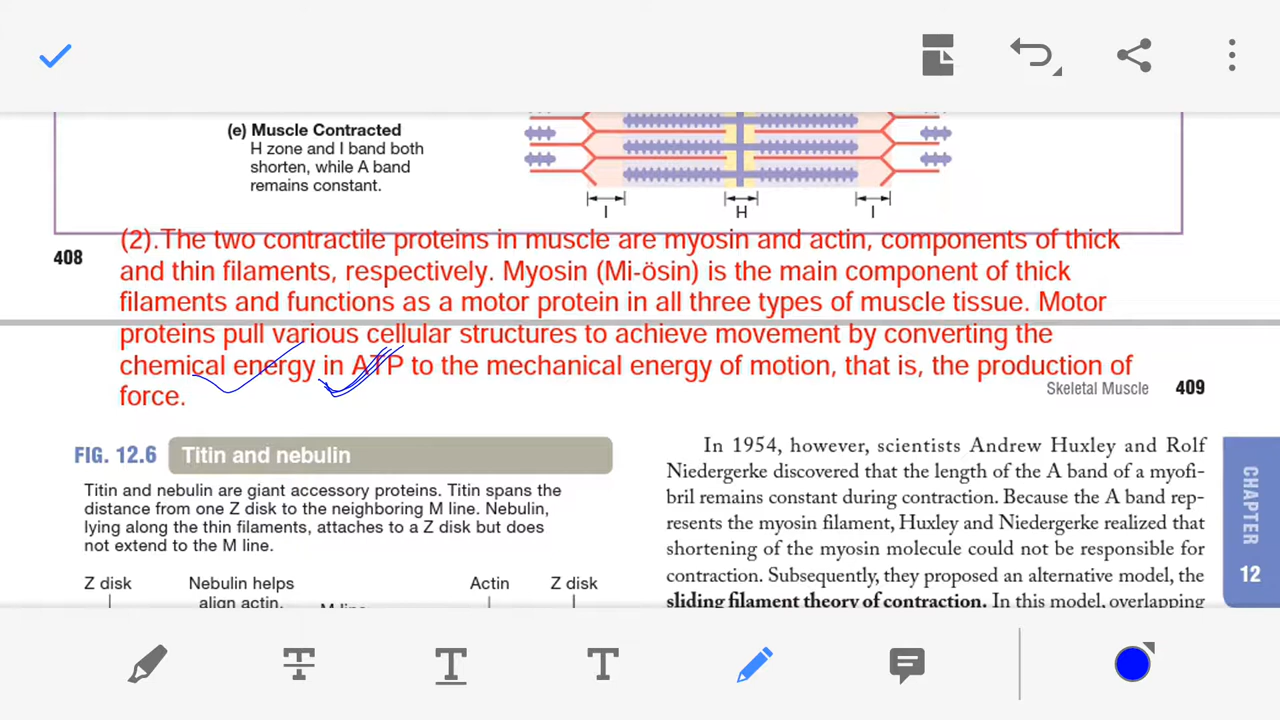 (e) Muscle Contracted
H zone and I band both
shorten, while A band
remains constant.
I H I
408
(2).The two contractile proteins in muscle are myosin and actin, components of thick
and thin filaments, respectively. Myosin (Mi-ösin) is the main component of thick
filaments and functions as a motor protein in all three types of muscle tissue. Motor
proteins pull various cellular structures to achieve movement by converting the
chemical energy in ATP to the mechanical energy of motion, that is, the production of
force.
Skeletal Muscle 409
FIG. 12.6 Titin and nebulin
Titin and nebulin are giant accessory proteins. Titin spans the
distance from one Z disk to the neighboring M line. Nebulin,
lying along the thin filaments, attaches to a Z disk but does
not extend to the M line.
Z disk Nebulin helps Actin Z disk
align actin.
M line
In 1954, however, scientists Andrew Huxley and Rolf
Niedergerke discovered that the length of the A band of a myofi-
bril remains constant during contraction. Because the A band rep-
resents the myosin filament, Huxley and Niedergerke realized that
shortening of the myosin molecule could not be responsible for
contraction. Subsequently, they proposed an alternative model, the
sliding filament theory of contraction. In this model, overlapping
CHAPTER
12
T
T
T